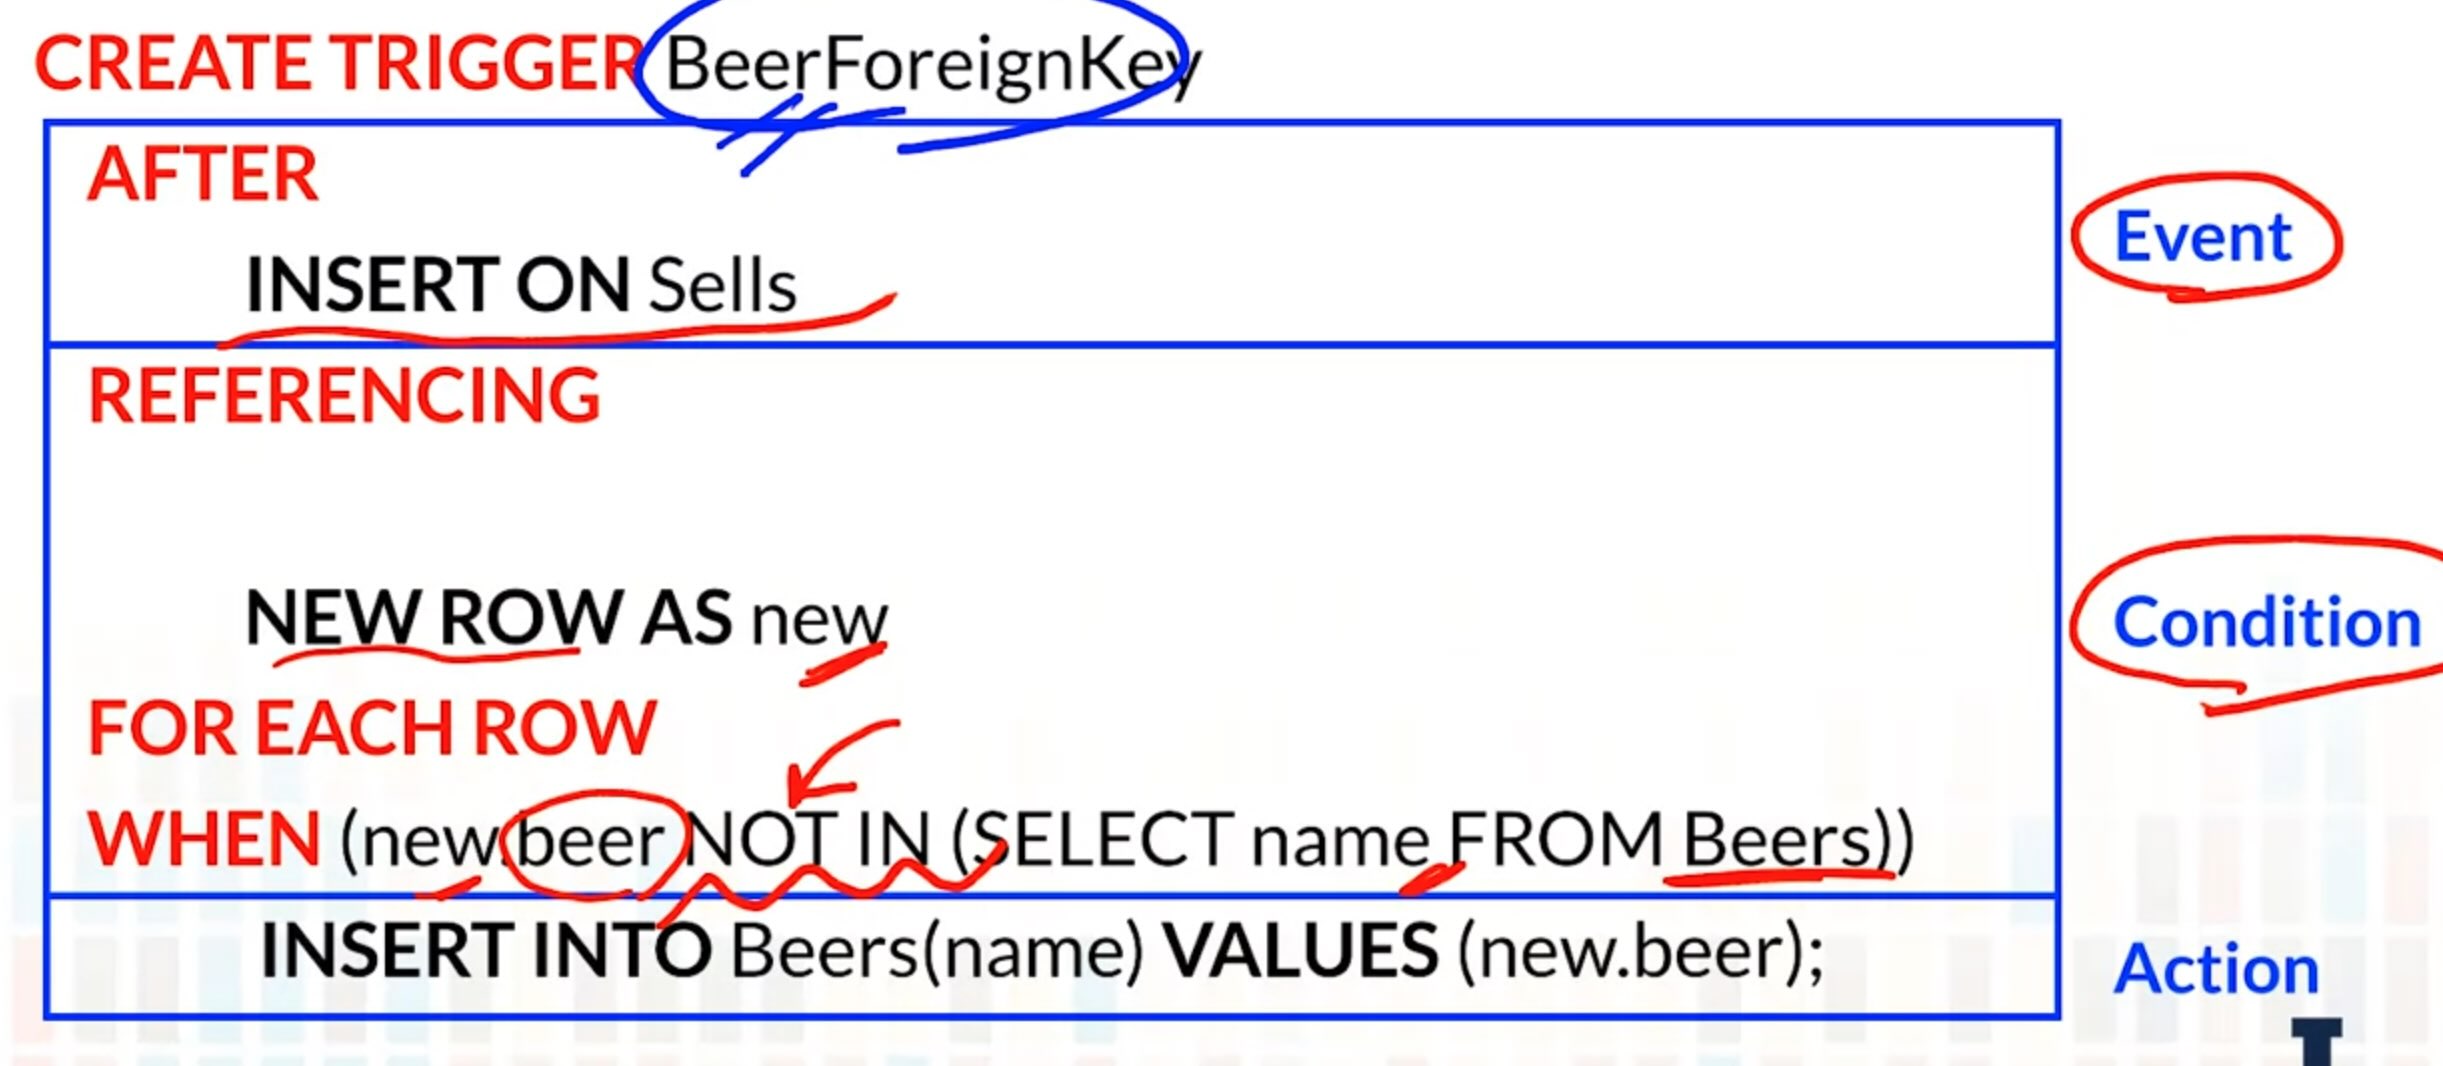 CREATE TRIGGER BeerForeignKey
AFTER
INSERT ON Sells
Event
REFERENCING
NEW ROW AS new
Condition
FOR EACH ROW
WHEN (new.beer NOT IN (SELECT name FROM Beers))
INSERT INTO Beers(name) VALUES (new.beer);
Action